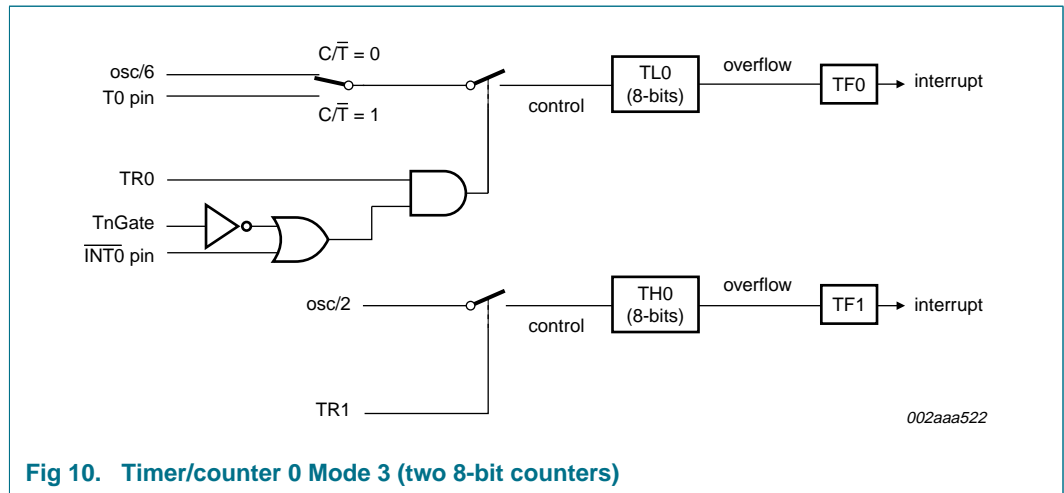 C/T̅ = 0
osc/6
T0 pin
C/T̅ = 1
control
TL0
(8-bits)
overflow
TF0
interrupt
TR0
TnGate
I̅N̅T̅0̅ pin
osc/2
control
TH0
(8-bits)
overflow
TF1
interrupt
TR1
002aaa522
Fig 10. Timer/counter 0 Mode 3 (two 8-bit counters)